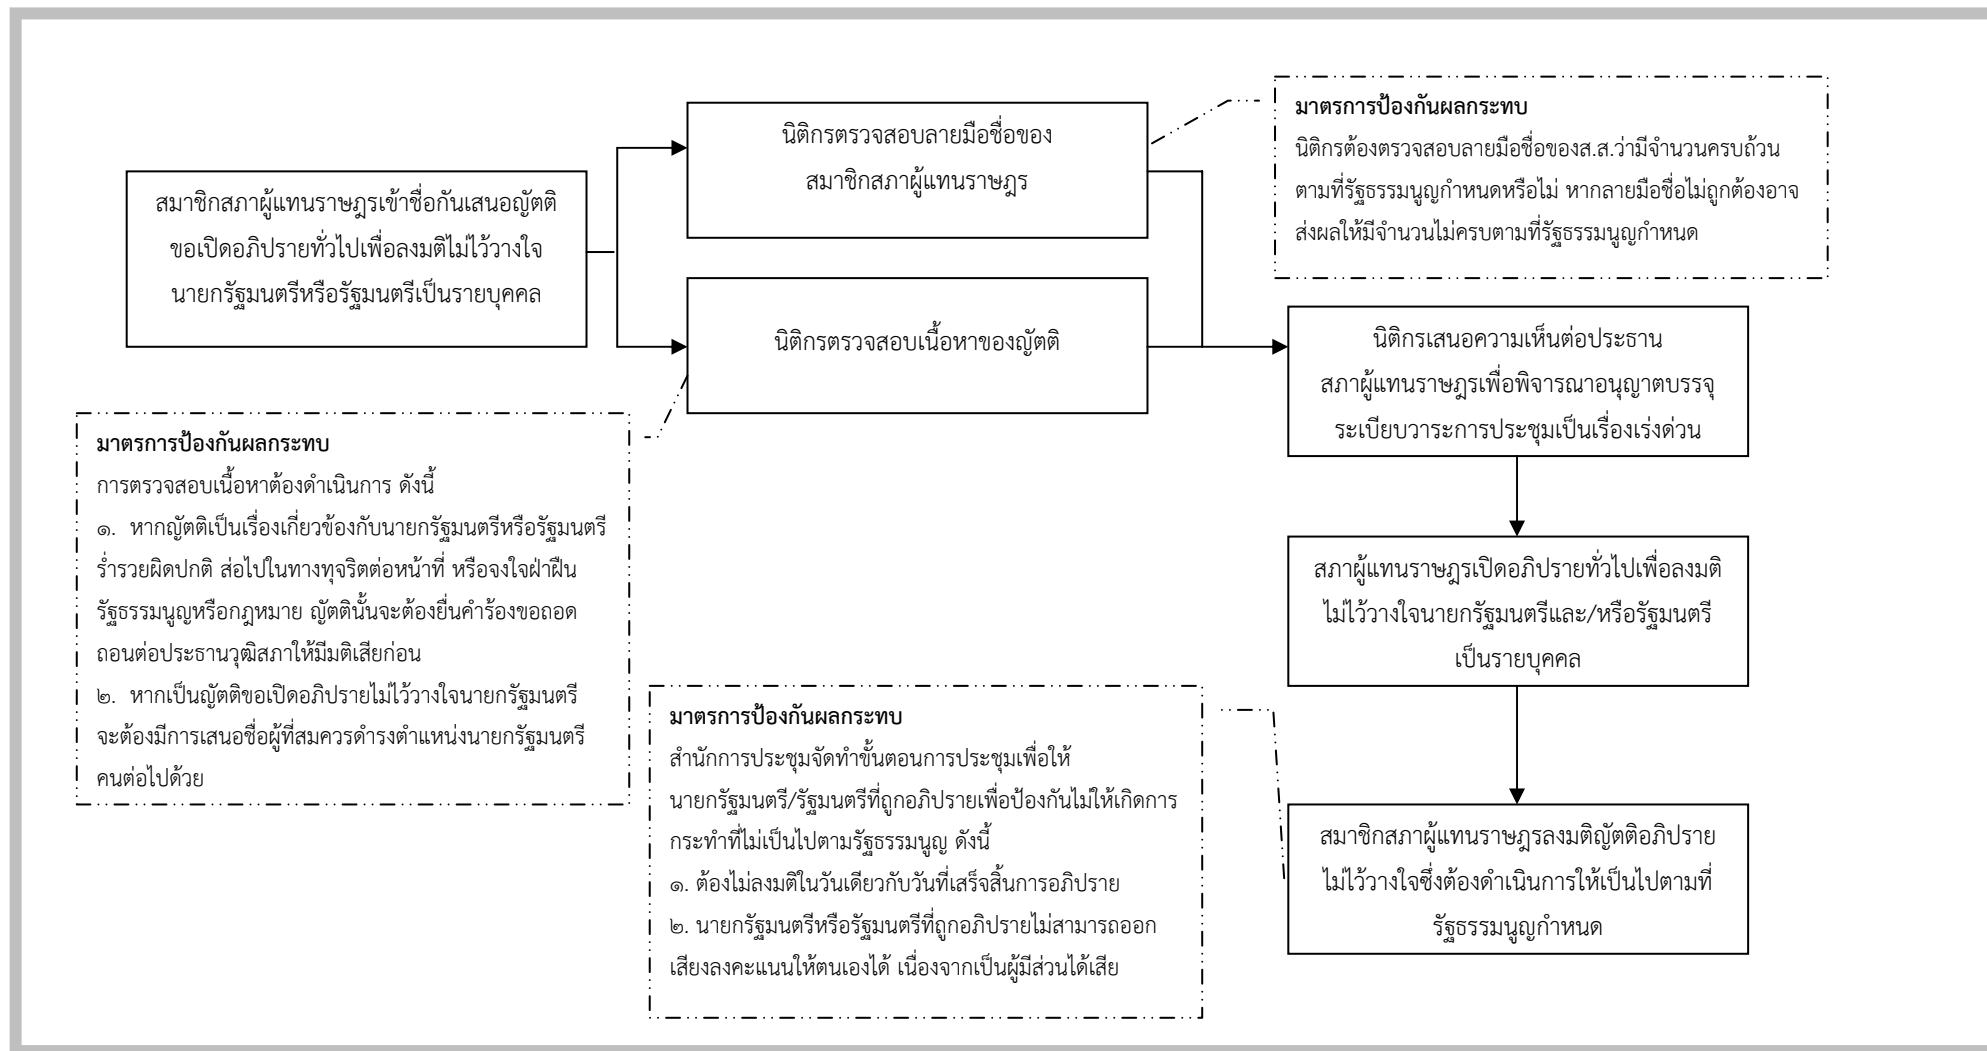 สมาชิกสภาผู้แทนราษฎรเข้าชื่อกันเสนอญัตติ
ขอเปิดอภิปรายทั่วไปเพื่อลงมติไม่ไว้วางใจ
นายกรัฐมนตรีหรือรัฐมนตรีเป็นรายบุคคล
นิติกรตรวจสอบลายมือชื่อของ
สมาชิกสภาผู้แทนราษฎร
มาตรการป้องกันผลกระทบ
นิติกรต้องตรวจสอบลายมือชื่อของส.ส.ว่ามีจำนวนครบถ้วน
ตามที่รัฐธรรมนูญกำหนดหรือไม่ หากลายมือชื่อไม่ถูกต้องอาจ
ส่งผลให้มีจำนวนไม่ครบตามที่รัฐธรรมนูญกำหนด
นิติกรตรวจสอบเนื้อหาของญัตติ
มาตรการป้องกันผลกระทบ
การตรวจสอบเนื้อหาต้องดำเนินการ ดังนี้
๑. หากญัตติเป็นเรื่องเกี่ยวข้องกับนายกรัฐมนตรีหรือรัฐมนตรี
ร่ำรวยผิดปกติ ส่อไปในทางทุจริตต่อหน้าที่ หรือจงใจฝ่าฝืน
รัฐธรรมนูญหรือกฎหมาย ญัตตินั้นจะต้องยื่นคำร้องขอถอด
ถอนต่อประธานวุฒิสภาให้มีมติเสียก่อน
๒. หากเป็นญัตติขอเปิดอภิปรายไม่ไว้วางใจนายกรัฐมนตรี
จะต้องมีการเสนอชื่อผู้ที่สมควรดำรงตำแหน่งนายกรัฐมนตรี
คนต่อไปด้วย
นิติกรเสนอความเห็นต่อประธาน
สภาผู้แทนราษฎรเพื่อพิจารณาอนุญาตบรรจุ
ระเบียบวาระการประชุมเป็นเรื่องเร่งด่วน
สภาผู้แทนราษฎรเปิดอภิปรายทั่วไปเพื่อลงมติ
ไม่ไว้วางใจนายกรัฐมนตรีและ/หรือรัฐมนตรี
เป็นรายบุคคล
มาตรการป้องกันผลกระทบ
สำนักการประชุมจัดทำขั้นตอนการประชุมเพื่อให้
นายกรัฐมนตรี/รัฐมนตรีที่ถูกอภิปรายเพื่อป้องกันไม่ให้เกิดการ
กระทำที่ไม่เป็นไปตามรัฐธรรมนูญ ดังนี้
๑. ต้องไม่ลงมติในวันเดียวกับวันที่เสร็จสิ้นการอภิปราย
๒. นายกรัฐมนตรีหรือรัฐมนตรีที่ถูกอภิปรายไม่สามารถออก
เสียงลงคะแนนให้ตนเองได้ เนื่องจากเป็นผู้มีส่วนได้เสีย
สมาชิกสภาผู้แทนราษฎรลงมติญัตติอภิปราย
ไม่ไว้วางใจซึ่งต้องดำเนินการให้เป็นไปตามที่
รัฐธรรมนูญกำหนด